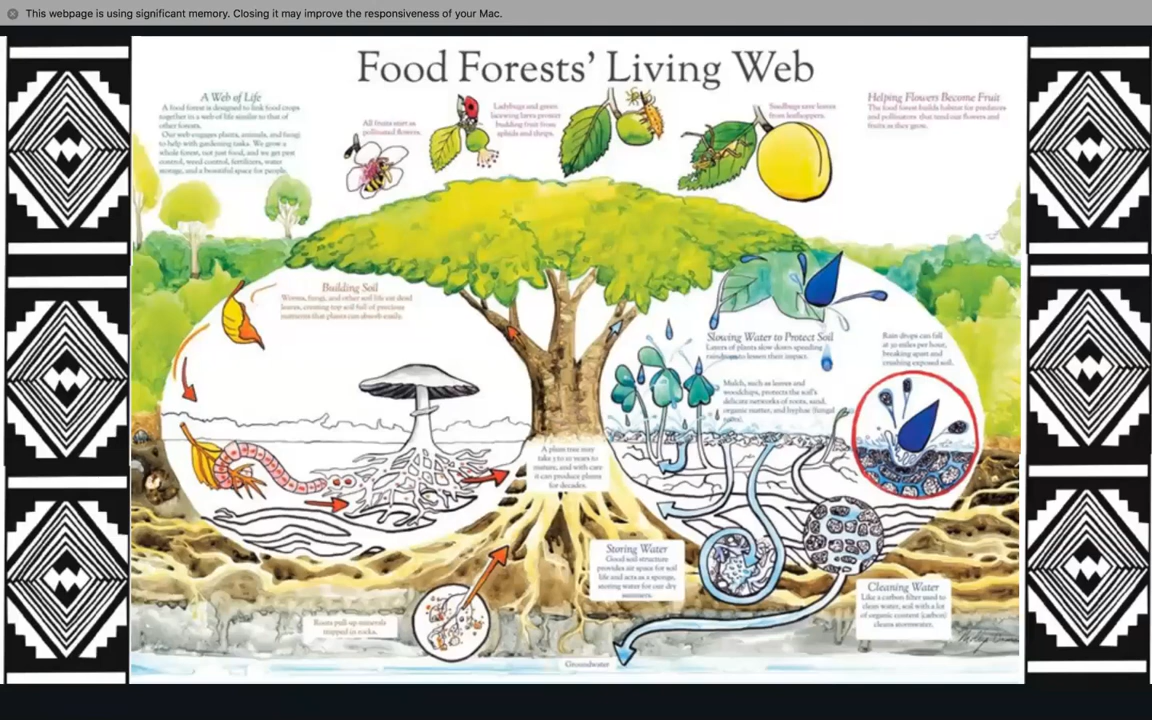 This webpage is using significant memory. Closing it may improve the responsiveness of your Mac.
Food Forests' Living Web
A Web of Life
A food forest is designed to link food crops
together in a web of life similar to that of
other forests.
Our web engages plants, animals, and fungi
to help with gardening tasks. We grow a
whole forest, not just food, and we get pest
control, weed control, fertilizers, water
storage, and a beautiful space for people.
All fruits start as
pollinated flowers.
Ladybugs and green
lacewing larva protect
budding fruit from
aphids and thrips.
Seedbugs save leaves
from leafhoppers.
Helping Flowers Become Fruit
The food forest builds habitat for predators
and pollinators that tend our flowers and
fruits as they grow.
Building Soil
Worms, fungi, and other soil life eat dead
leaves, creating top soil full of precious
nutrients that plants can absorb easily.
Slowing Water to Protect Soil
Layers of plants slow down speeding
raindrops to lessen their impact.
Rain drops can fall
at 20 miles per hour,
breaking apart and
crushing exposed soil.
Mulch, such as leaves and
woodchips, protects the soil's
delicate networks of roots, sand,
organic matter, and hyphae (fungal
A plum tree may
take 5 to 10 years to
mature, and with care
it can produce plums
for decades.
Storing Water
Good soil structure
provides air space for soil
life and acts as a sponge,
storing water for our dry
summers.
Cleaning Water
Like a carbon filter used to
clean water, soil with a lot
of organic content (carbon)
cleans stormwater.
Roots pull up minerals
trapped in rocks.
Groundwater